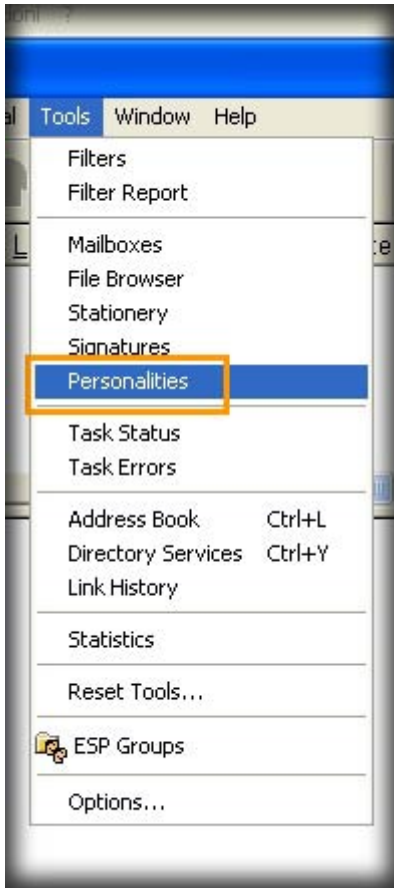 Tools Window Help
Filters
Filter Report
Mailboxes
File Browser
Stationery
Signatures
Personalities
Task Status
Task Errors
Address Book Ctrl+L
Directory Services Ctrl+Y
Link History
Statistics
Reset Tools...
ESP Groups
Options...